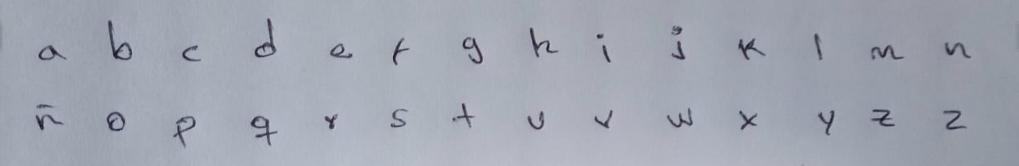 a b c d e f g h i j k l m n
ñ o p q r s t u v w x y z z